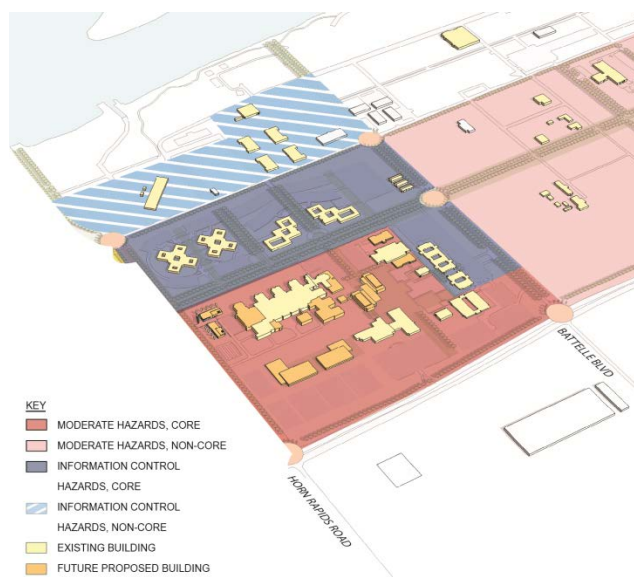 KEY
MODERATE HAZARDS, CORE
MODERATE HAZARDS, NON-CORE
INFORMATION CONTROL
HAZARDS, CORE
INFORMATION CONTROL
HAZARDS, NON-CORE
EXISTING BUILDING
FUTURE PROPOSED BUILDING
HORN RAPIDS ROAD
BATTELLE BLVD